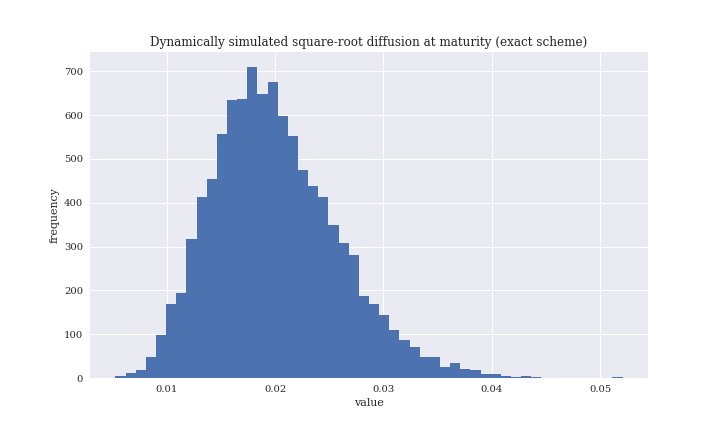 Dynamically simulated square-root diffusion at maturity (exact scheme)
700
600
500
400
300
200
100
0
frequency
0.01 0.02 0.03 0.04 0.05
value